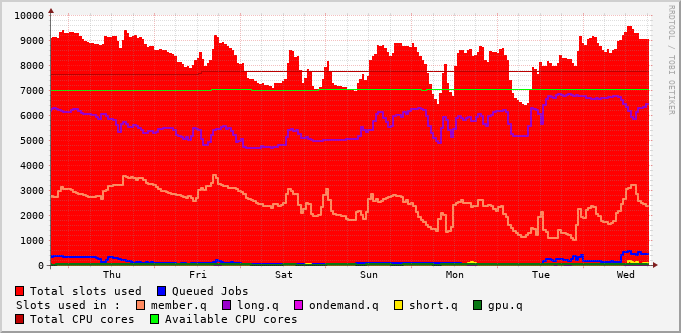 10000
9000
8000
7000
6000
5000
4000
3000
2000
1000
0
Thu Fri Sat Sun Mon Tue Wed
Total slots used Queued Jobs
Slots used in : member.q long.q ondemand.q short.q gpu.q
Total CPU cores Available CPU cores
RRDTOOL / TOBI OETIKER